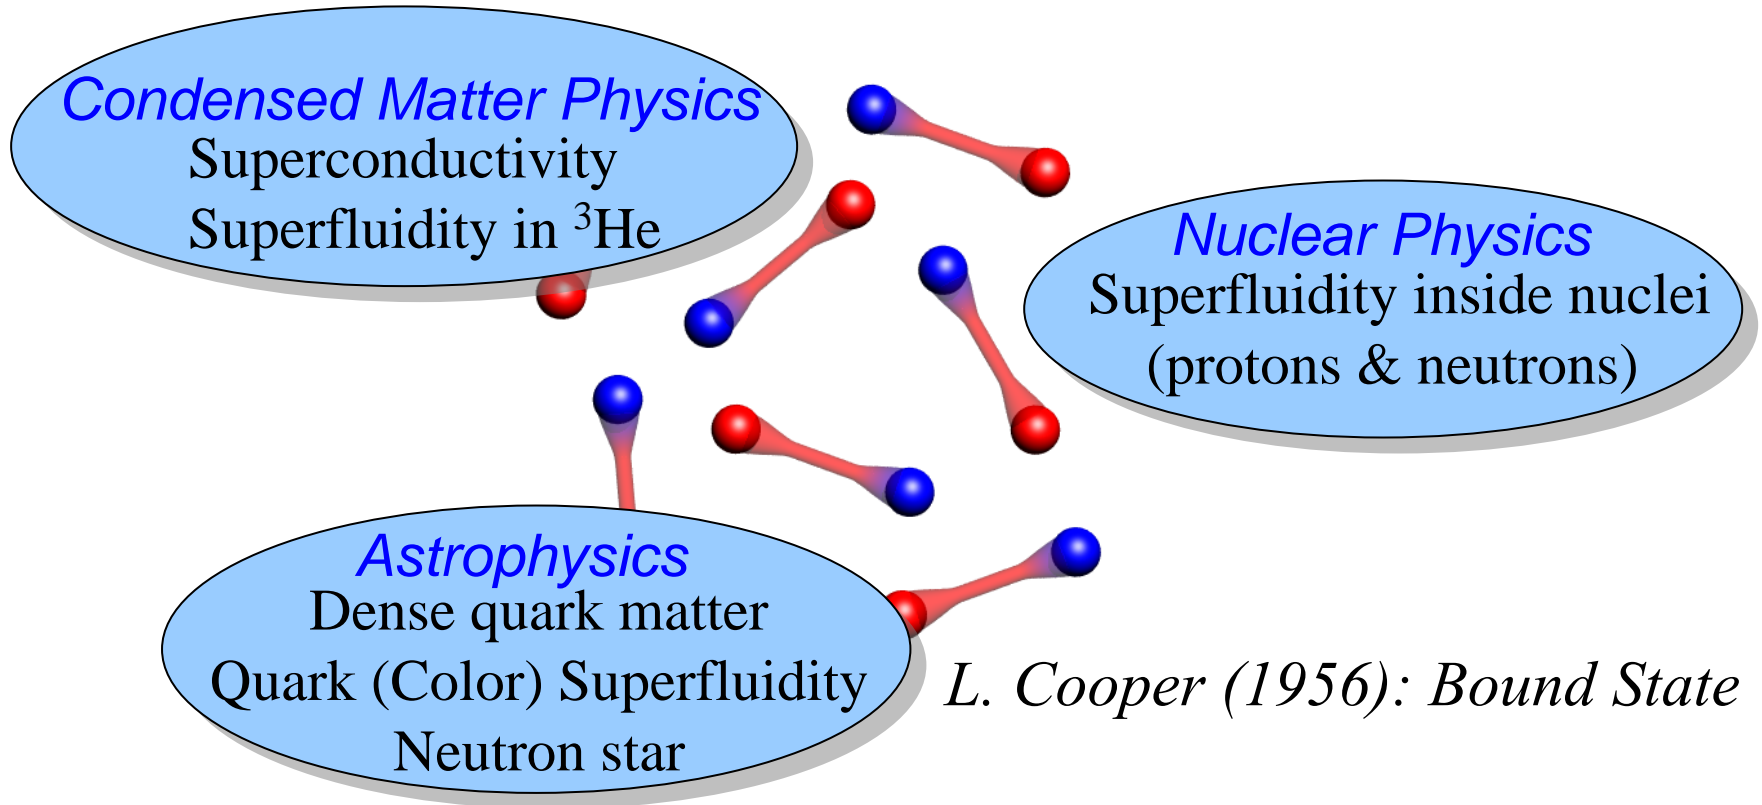 Condensed Matter Physics
Superconductivity
Superfluidity in ³He
Nuclear Physics
Superfluidity inside nuclei
(protons & neutrons)
Astrophysics
Dense quark matter
Quark (Color) Superfluidity
Neutron star
L. Cooper (1956): Bound State